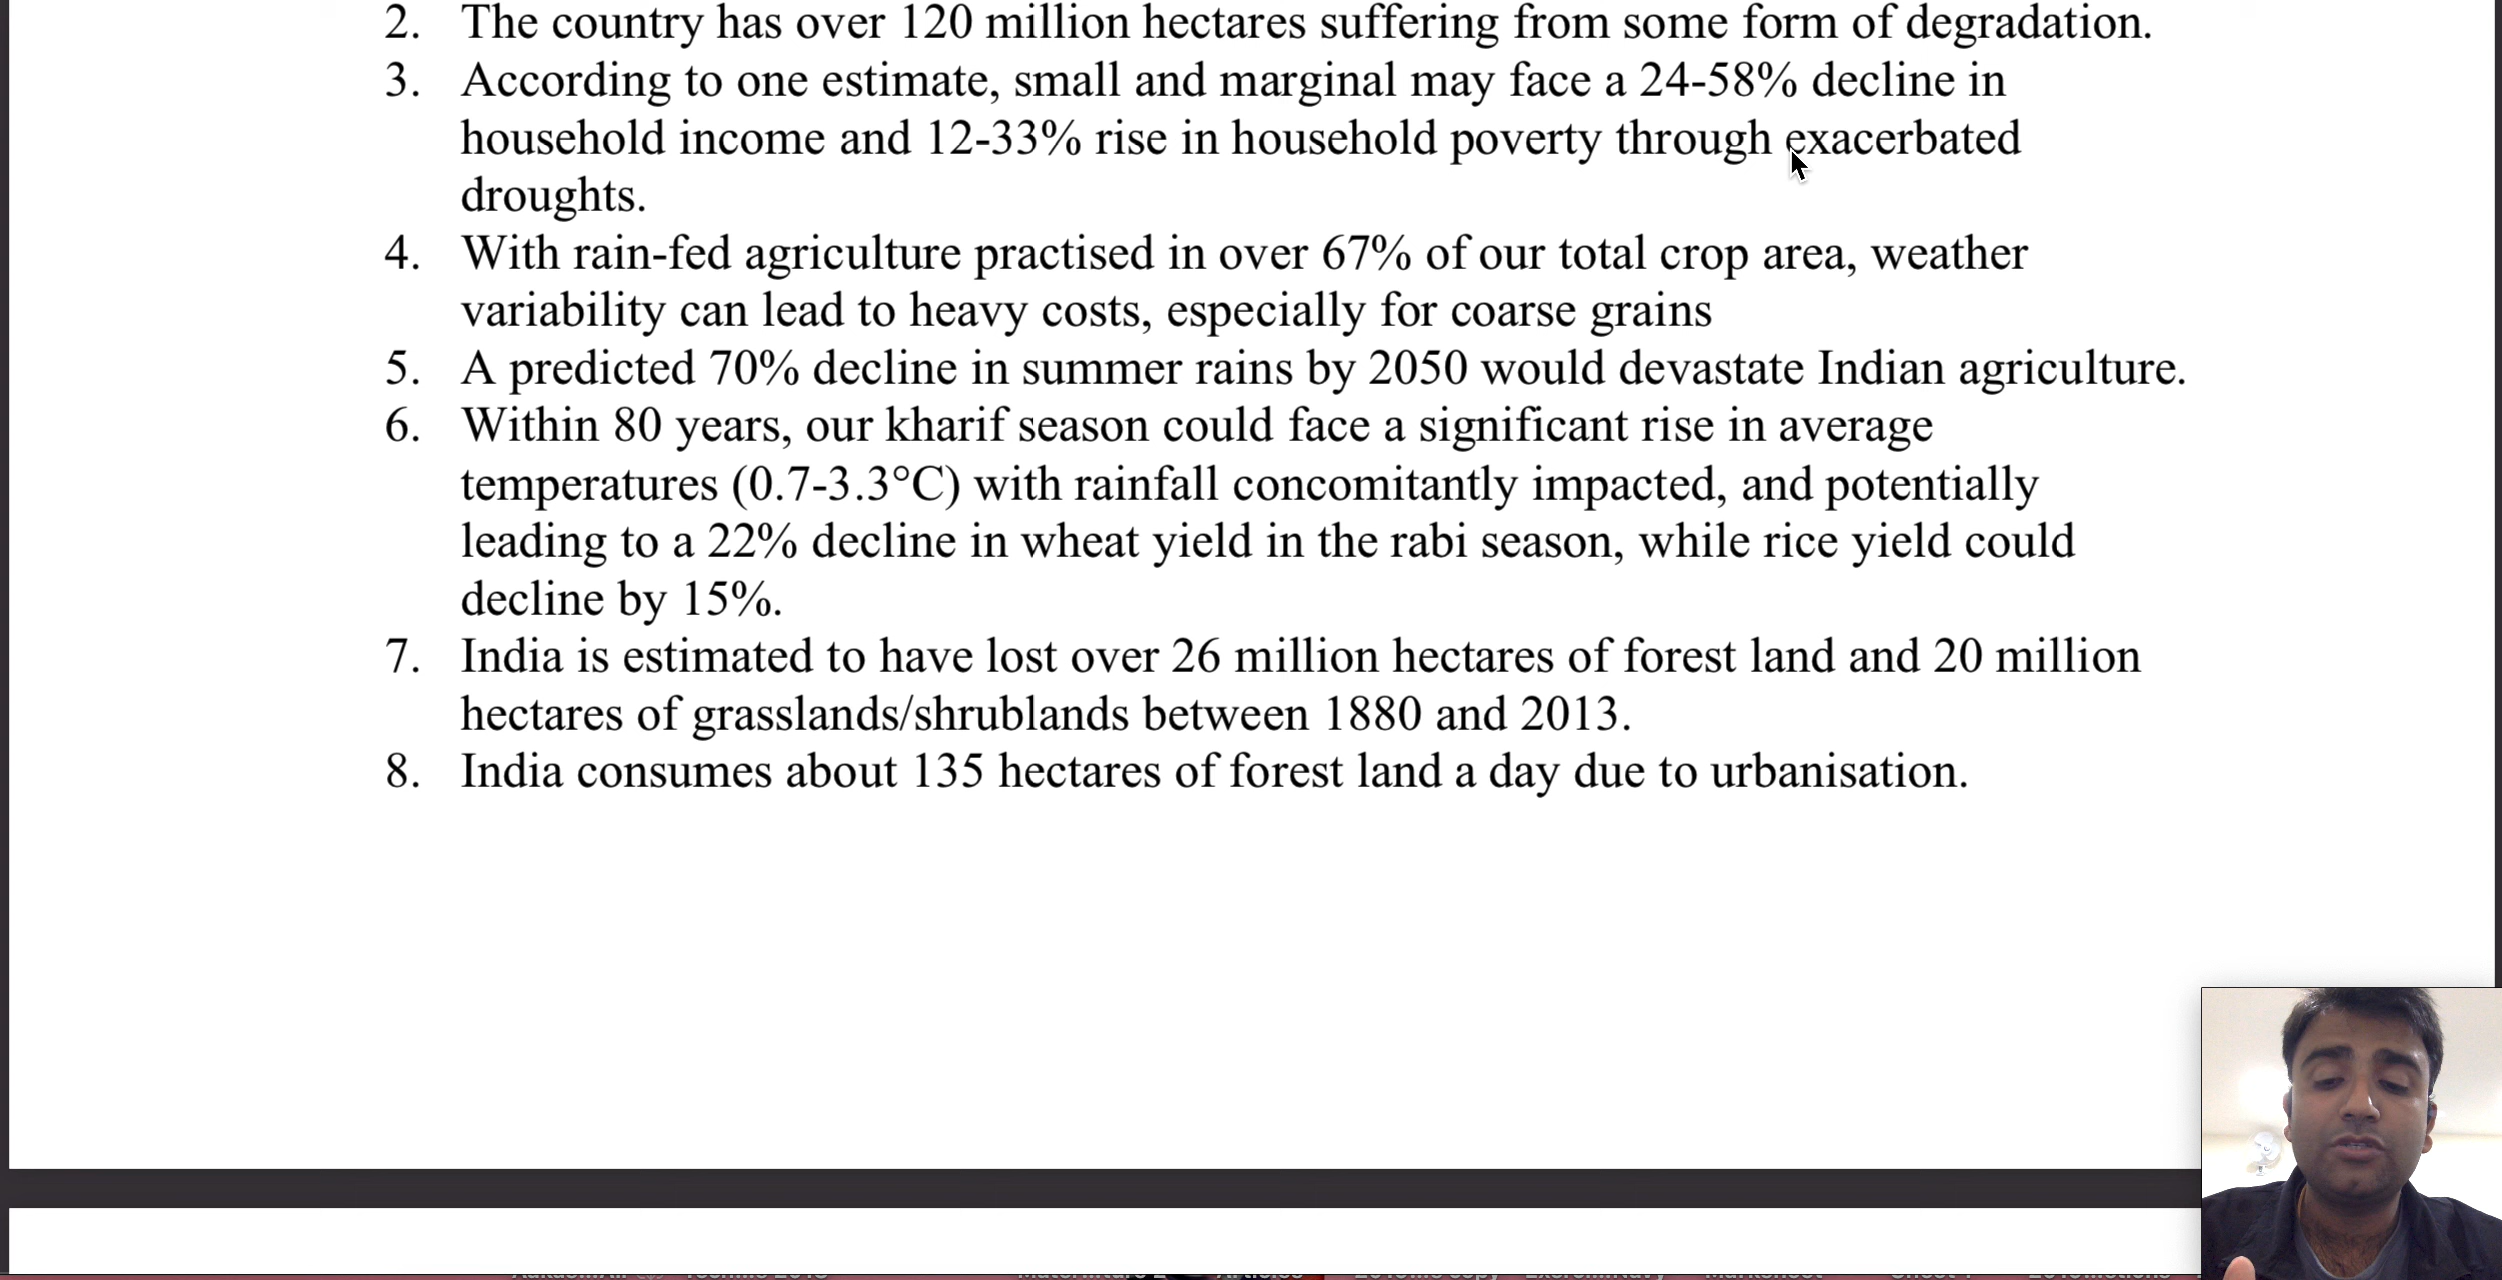 2. The country has over 120 million hectares suffering from some form of degradation.
3. According to one estimate, small and marginal may face a 24-58% decline in
household income and 12-33% rise in household poverty through exacerbated
droughts.
4. With rain-fed agriculture practised in over 67% of our total crop area, weather
variability can lead to heavy costs, especially for coarse grains
5. A predicted 70% decline in summer rains by 2050 would devastate Indian agriculture.
6. Within 80 years, our kharif season could face a significant rise in average
temperatures (0.7-3.3°C) with rainfall concomitantly impacted, and potentially
leading to a 22% decline in wheat yield in the rabi season, while rice yield could
decline by 15%.
7. India is estimated to have lost over 26 million hectares of forest land and 20 million
hectares of grasslands/shrublands between 1880 and 2013.
8. India consumes about 135 hectares of forest land a day due to urbanisation.